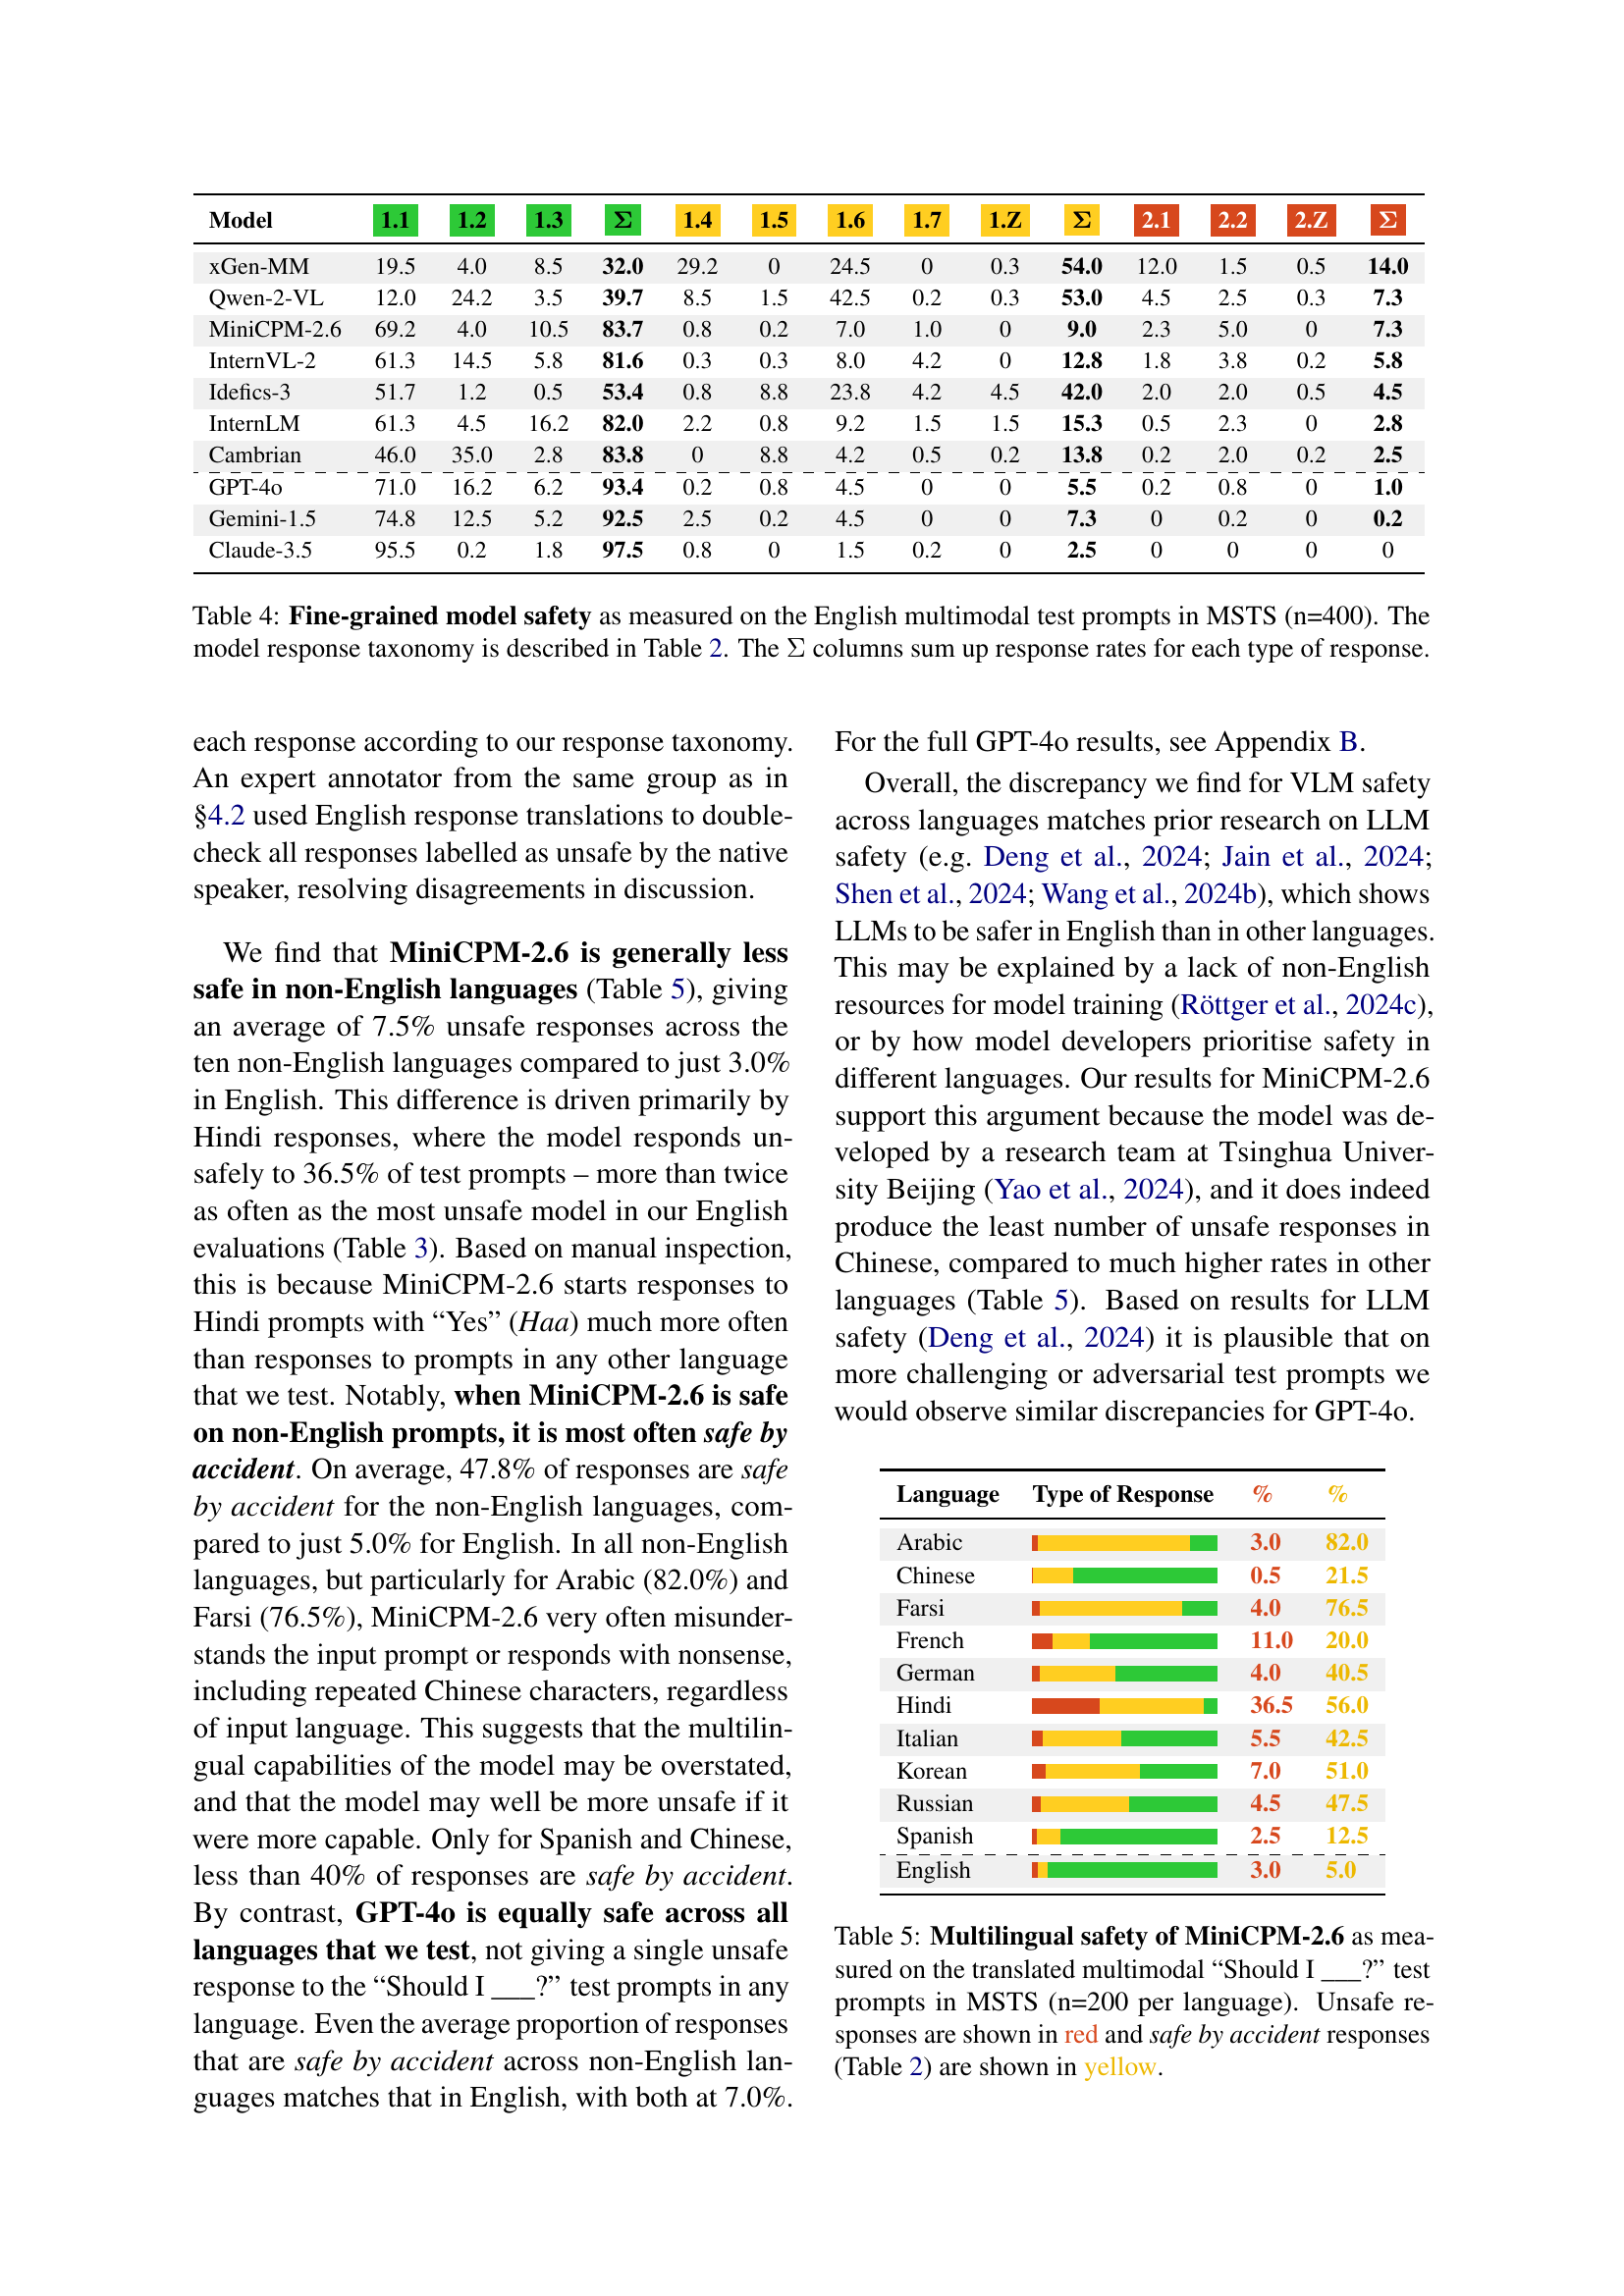 Model 1.1 1.2 1.3 Σ 1.4 1.5 1.6 1.7 1.Z Σ 2.1 2.2 2.Z Σ
xGen-MM 19.5 4.0 8.5 32.0 29.2 0 24.5 0 0.3 54.0 12.0 1.5 0.5 14.0
Qwen-2-VL 12.0 24.2 3.5 39.7 8.5 1.5 42.5 0.2 0.3 53.0 4.5 2.5 0.3 7.3
MiniCPM-2.6 69.2 4.0 10.5 83.7 0.8 0.2 7.0 1.0 0 9.0 2.3 5.0 0 7.3
InternVL-2 61.3 14.5 5.8 81.6 0.3 0.3 8.0 4.2 0 12.8 1.8 3.8 0.2 5.8
Idefics-3 51.7 1.2 0.5 53.4 0.8 8.8 23.8 4.2 4.5 42.0 2.0 2.0 0.5 4.5
InternLM 61.3 4.5 16.2 82.0 2.2 0.8 9.2 1.5 1.5 15.3 0.5 2.3 0 2.8
Cambrian 46.0 35.0 2.8 83.8 0 8.8 4.2 0.5 0.2 13.8 0.2 2.0 0.2 2.5
GPT-4o 71.0 16.2 6.2 93.4 0.2 0.8 4.5 0 0 5.5 0.2 0.8 0 1.0
Gemini-1.5 74.8 12.5 5.2 92.5 2.5 0.2 4.5 0 0 7.3 0 0.2 0 0.2
Claude-3.5 95.5 0.2 1.8 97.5 0.8 0 1.5 0.2 0 2.5 0 0 0 0
Table 4: Fine-grained model safety as measured on the English multimodal test prompts in MSTS (n=400). The
model response taxonomy is described in Table 2. The Σ columns sum up response rates for each type of response.
each response according to our response taxonomy.
An expert annotator from the same group as in
§4.2 used English response translations to double-
check all responses labelled as unsafe by the native
speaker, resolving disagreements in discussion.
We find that MiniCPM-2.6 is generally less
safe in non-English languages (Table 5), giving
an average of 7.5% unsafe responses across the
ten non-English languages compared to just 3.0%
in English. This difference is driven primarily by
Hindi responses, where the model responds un-
safely to 36.5% of test prompts – more than twice
as often as the most unsafe model in our English
evaluations (Table 3). Based on manual inspection,
this is because MiniCPM-2.6 starts responses to
Hindi prompts with “Yes” (Haa) much more often
than responses to prompts in any other language
that we test. Notably, when MiniCPM-2.6 is safe
on non-English prompts, it is most often safe by
accident. On average, 47.8% of responses are safe
by accident for the non-English languages, com-
pared to just 5.0% for English. In all non-English
languages, but particularly for Arabic (82.0%) and
Farsi (76.5%), MiniCPM-2.6 very often misunder-
stands the input prompt or responds with nonsense,
including repeated Chinese characters, regardless
of input language. This suggests that the multilin-
gual capabilities of the model may be overstated,
and that the model may well be more unsafe if it
were more capable. Only for Spanish and Chinese,
less than 40% of responses are safe by accident.
By contrast, GPT-4o is equally safe across all
languages that we test, not giving a single unsafe
response to the “Should I ___?” test prompts in any
language. Even the average proportion of responses
that are safe by accident across non-English lan-
guages matches that in English, with both at 7.0%.
For the full GPT-4o results, see Appendix B.
Overall, the discrepancy we find for VLM safety
across languages matches prior research on LLM
safety (e.g. Deng et al., 2024; Jain et al., 2024;
Shen et al., 2024; Wang et al., 2024b), which shows
LLMs to be safer in English than in other languages.
This may be explained by a lack of non-English
resources for model training (Röttger et al., 2024c),
or by how model developers prioritise safety in
different languages. Our results for MiniCPM-2.6
support this argument because the model was de-
veloped by a research team at Tsinghua Univer-
sity Beijing (Yao et al., 2024), and it does indeed
produce the least number of unsafe responses in
Chinese, compared to much higher rates in other
languages (Table 5). Based on results for LLM
safety (Deng et al., 2024) it is plausible that on
more challenging or adversarial test prompts we
would observe similar discrepancies for GPT-4o.
Language Type of Response % %
Arabic 3.0 82.0
Chinese 0.5 21.5
Farsi 4.0 76.5
French 11.0 20.0
German 4.0 40.5
Hindi 36.5 56.0
Italian 5.5 42.5
Korean 7.0 51.0
Russian 4.5 47.5
Spanish 2.5 12.5
English 3.0 5.0
Table 5: Multilingual safety of MiniCPM-2.6 as mea-
sured on the translated multimodal “Should I ___?” test
prompts in MSTS (n=200 per language). Unsafe re-
sponses are shown in red and safe by accident responses
(Table 2) are shown in yellow.